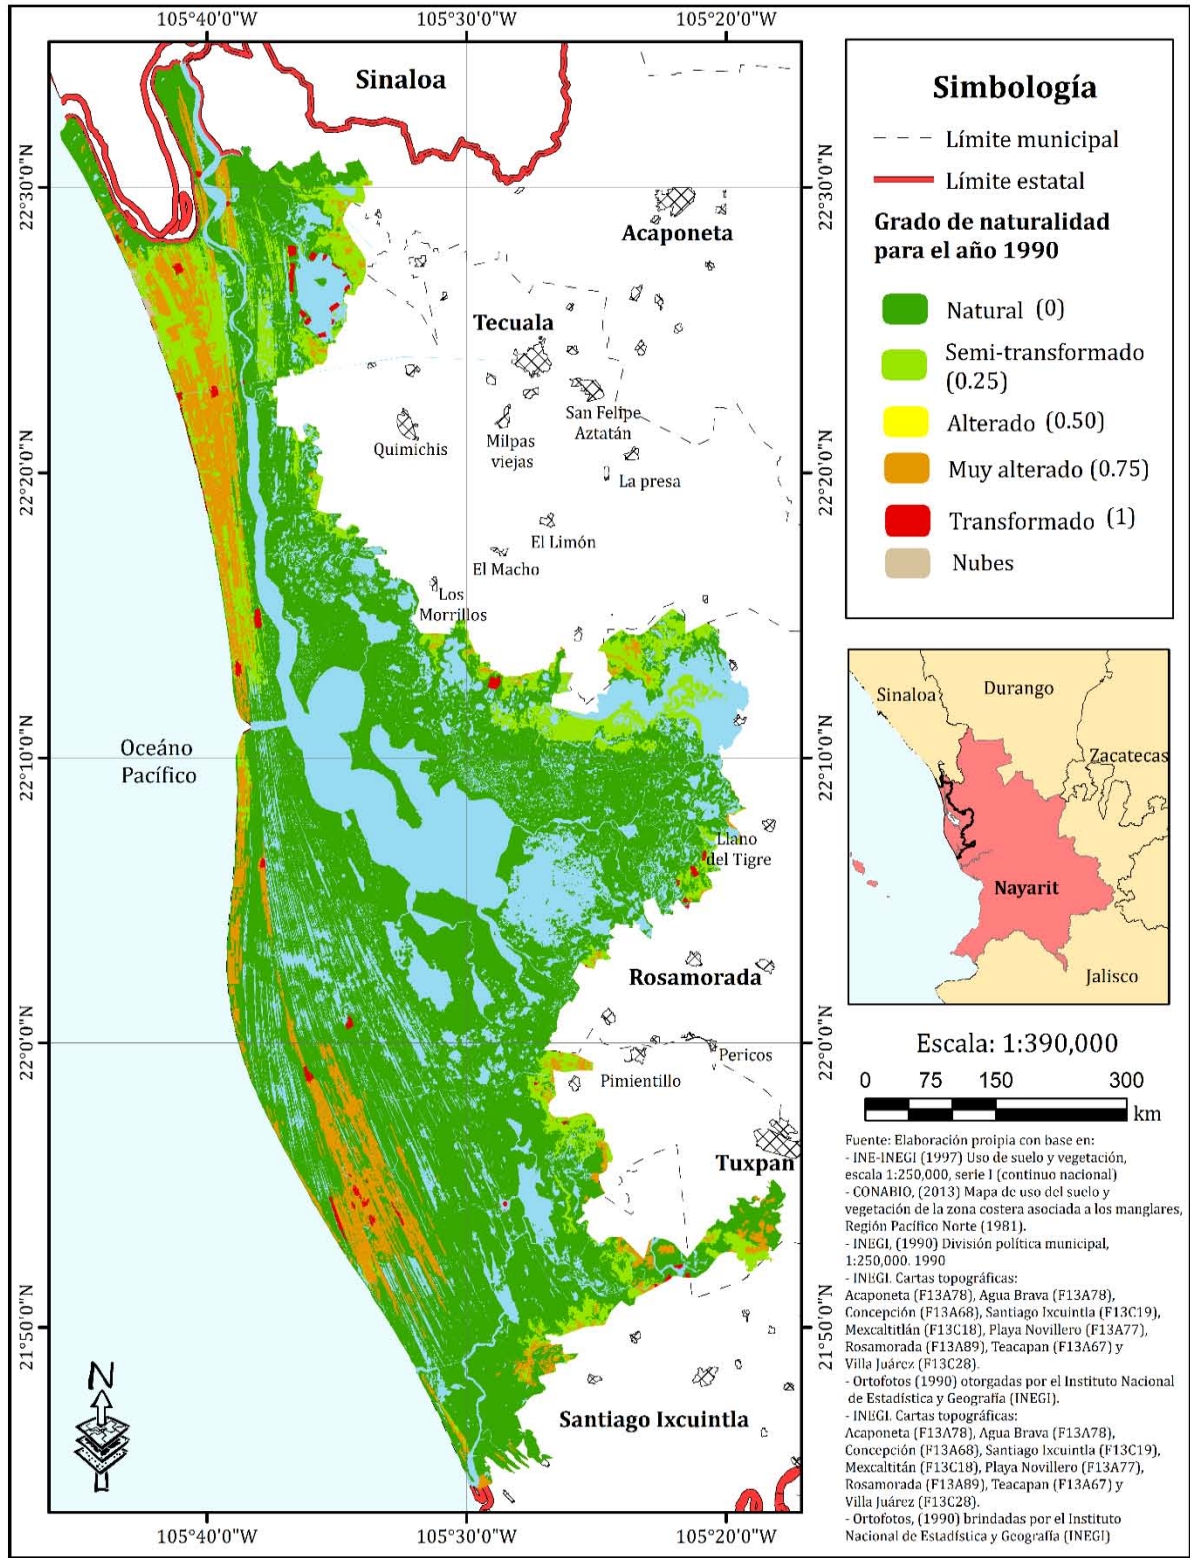 105°40'0"W
105°30'0"W
105°20'0"W
22°30'0"N
22°20'0"N
22°10'0"N
22°0'0"N
21°50'0"N
Sinaloa
Acaponeta
Tecuala
San Felipe
Aztatán
Quimichis
Milpas
viejas
La presa
El Limón
El Macho
Los
Morrillos
Oceáno
Pacífico
Llano
del Tigre
Rosamorada
Pericos
Pimientillo
Tuxpan
Santiago Ixcuintla
N
22°30'0"N
22°20'0"N
22°10'0"N
22°0'0"N
21°50'0"N
105°40'0"W
105°30'0"W
105°20'0"W
Simbología
Límite municipal
Límite estatal
Grado de naturalidad
para el año 1990
Natural (0)
Semi-transformado
(0.25)
Alterado (0.50)
Muy alterado (0.75)
Transformado (1)
Nubes
Sinaloa
Durango
Zacatecas
Nayarit
Jalisco
Escala: 1:390,000
0 75 150 300
km
Fuente: Elaboración proipia con base en:
- INE-INEGI (1997) Uso de suelo y vegetación,
escala 1:250,000, serie I (continuo nacional)
- CONABIO, (2013) Mapa de uso del suelo y
vegetación de la zona costera asociada a los manglares,
Región Pacífico Norte (1981).
- INEGI, (1990) División política municipal,
1:250,000. 1990
- INEGI. Cartas topográficas:
Acaponeta (F13A78), Agua Brava (F13A78),
Concepción (F13A68), Santiago Ixcuintla (F13C19),
Mexcaltitlán (F13C18), Playa Novillero (F13A77),
Rosamorada (F13A89), Teacapan (F13A67) y
Villa Juárez (F13C28).
- Ortofotos (1990) otorgadas por el Instituto Nacional
de Estadística y Geografía (INEGI).
- INEGI. Cartas topográficas:
Acaponeta (F13A78), Agua Brava (F13A78),
Concepción (F13A68), Santiago Ixcuintla (F13C19),
Mexcaltitán (F13C18), Playa Novillero (F13A77),
Rosamorada (F13A89), Teacapan (F13A67) y
Villa Juárez (F13C28).
- Ortofotos, (1990) brindadas por el Instituto
Nacional de Estadística y Geografía (INEGI)